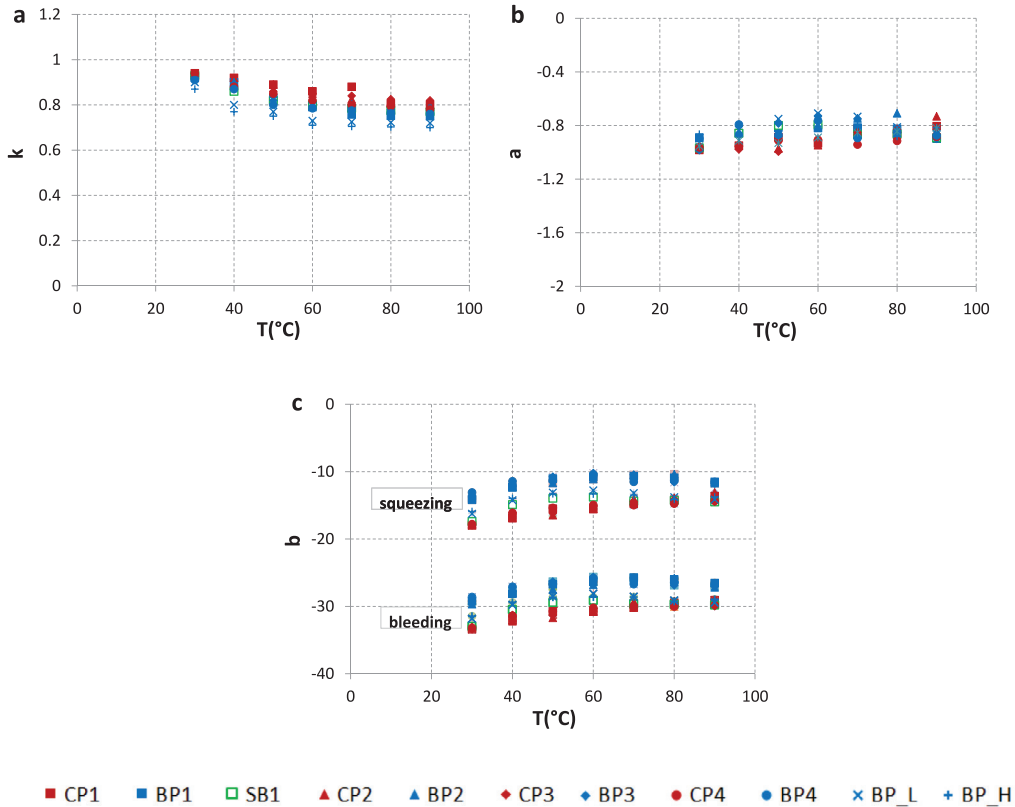 a
1.2
1
0.8
0.6
0.4
0.2
0
k
0 20 40 60 80 100
T(°C)
b
0
-0.4
-0.8
-1.2
-1.6
-2
a
0 20 40 60 80 100
T(°C)
c
0
-10
-20
-30
-40
b
squeezing
bleeding
0 20 40 60 80 100
T(°C)
CP1 BP1 SB1 CP2 BP2 CP3 BP3 CP4 BP4 BP_L BP_H